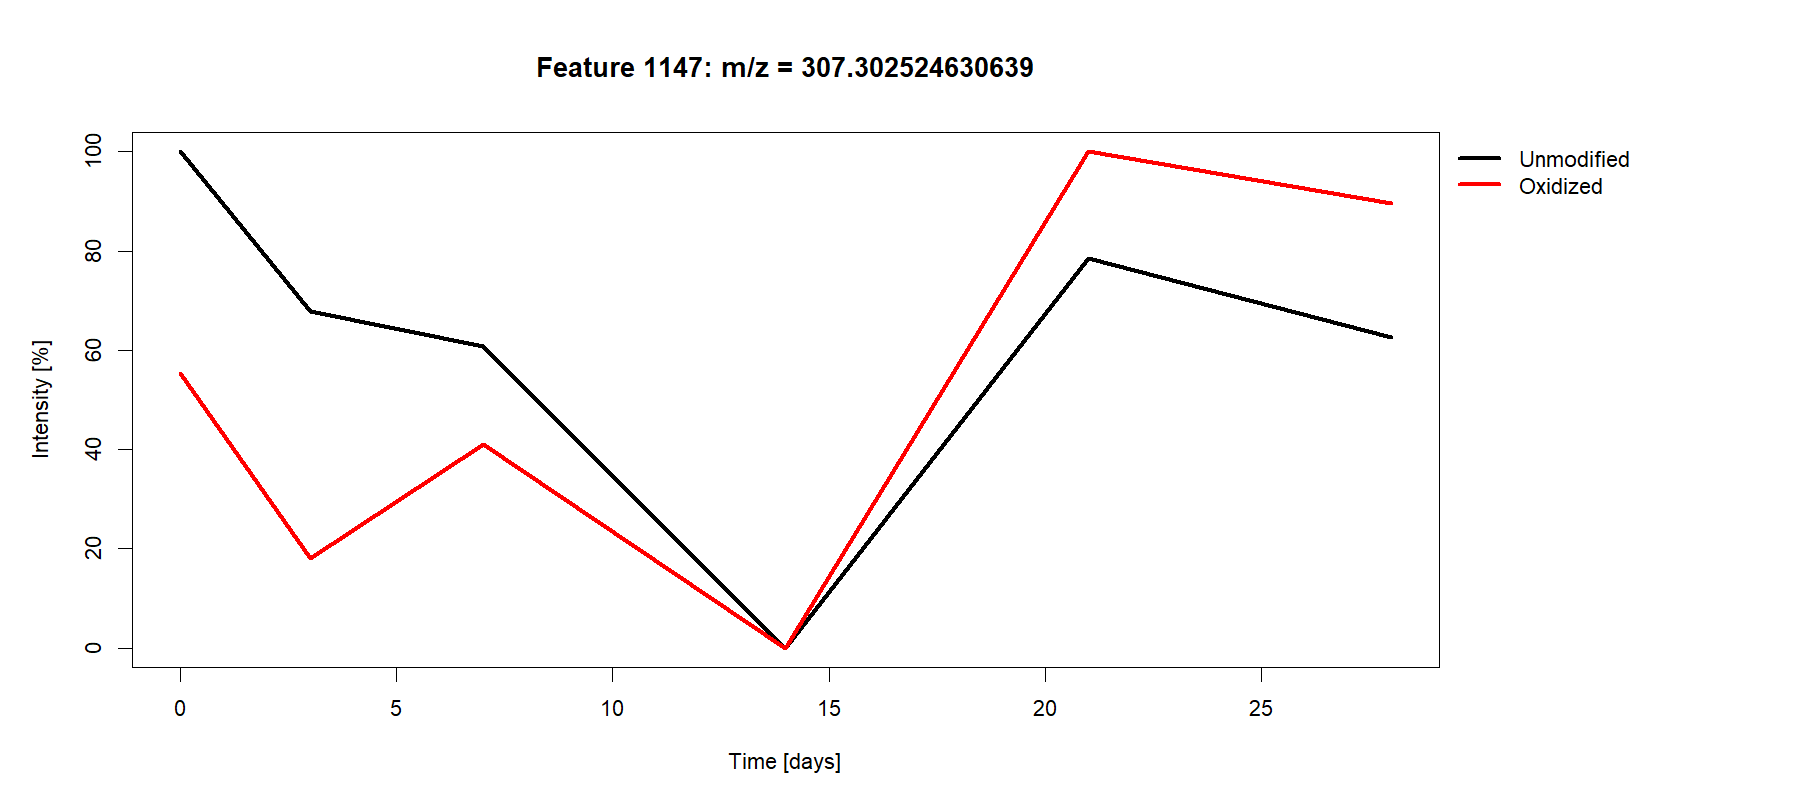 Feature 1147: m/z = 307.302524630639
Unmodified
Oxidized
Intensity [%]
100
80
60
40
20
0
0 5 10 15 20 25
Time [days]